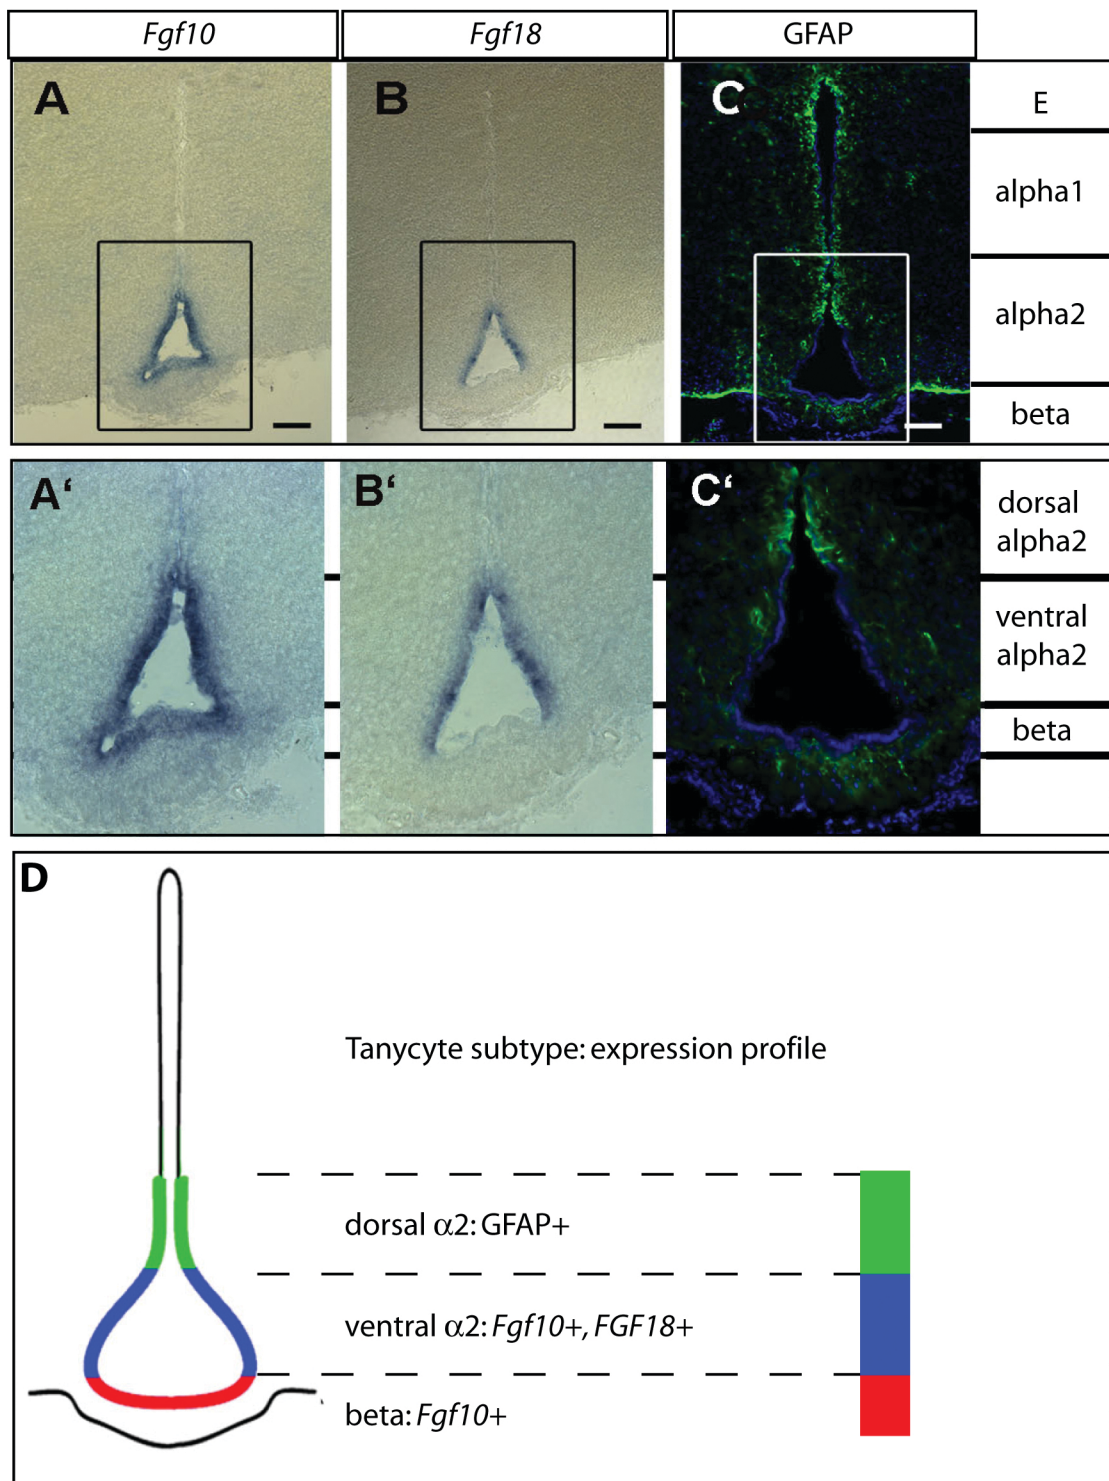 Fgf10 Fgf18 GFAP
A B C
E
alpha1
alpha2
beta
A‘ B‘ C‘
dorsal
alpha2
ventral
alpha2
beta
D
Tanycyte subtype: expression profile
dorsal α2: GFAP+
ventral α2: Fgf10+, FGF18+
beta: Fgf10+